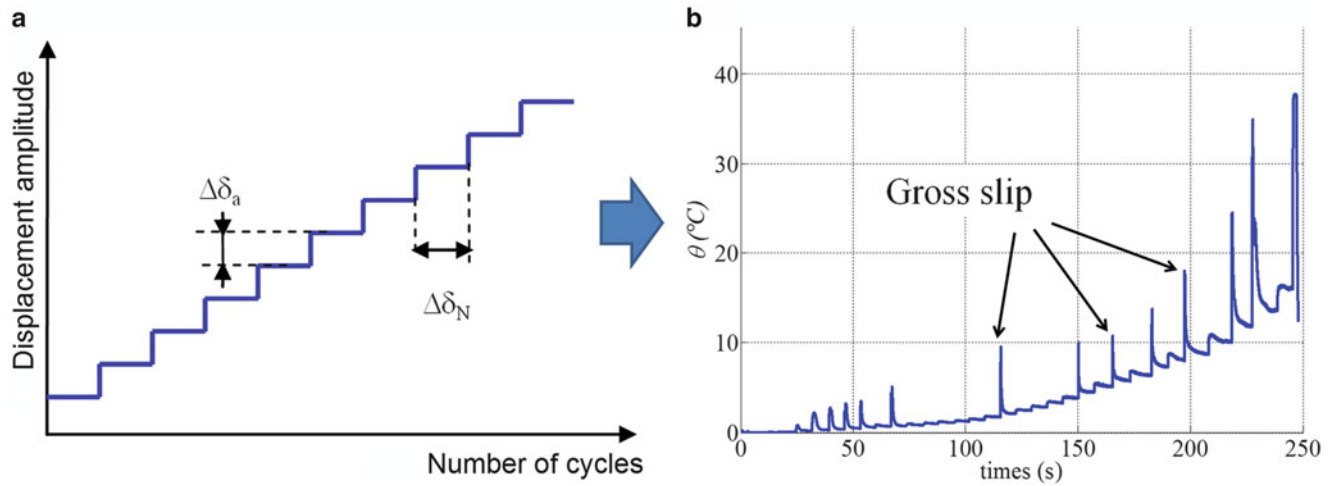 a
Displacement amplitude
Δδa
ΔδN
Number of cycles
b
θ (°C)
40
30
20
10
0
Gross slip
0 50 100 150 200 250
times (s)